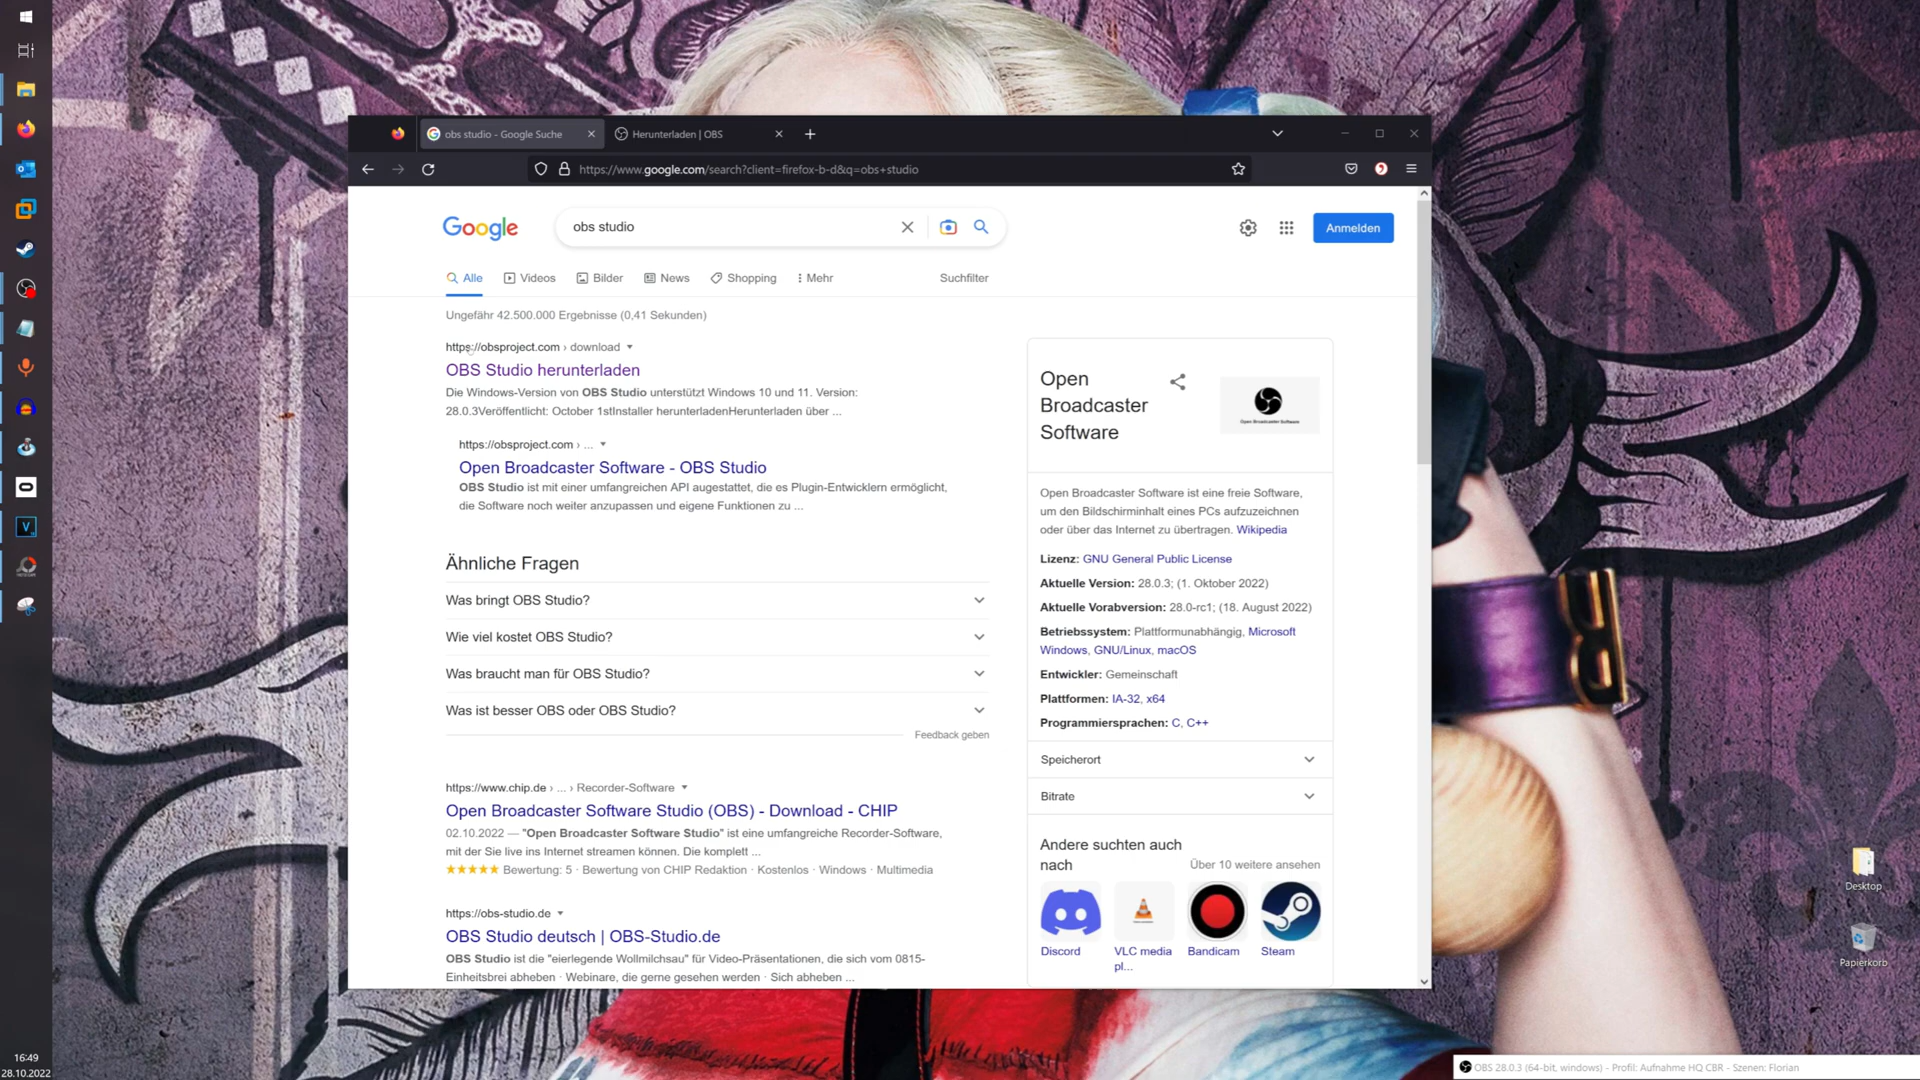 obs studio - Google Suche
Herunterladen | OBS
https://www.google.com/search?client=firefox-b-d&q=obs+studio
Google
obs studio
Anmelden
Alle
Videos
Bilder
News
Shopping
Mehr
Suchfilter
Ungefähr 42.500.000 Ergebnisse (0,41 Sekunden)
https://obsproject.com › download
OBS Studio herunterladen
Die Windows-Version von OBS Studio unterstützt Windows 10 und 11. Version:
28.0.3Veröffentlicht: October 1stInstaller herunterladenHerunterladen über ...
https://obsproject.com › ...
Open Broadcaster Software - OBS Studio
OBS Studio ist mit einer umfangreichen API augestattet, die es Plugin-Entwicklern ermöglicht,
die Software noch weiter anzupassen und eigene Funktionen zu ...
Ähnliche Fragen
Was bringt OBS Studio?
Wie viel kostet OBS Studio?
Was braucht man für OBS Studio?
Was ist besser OBS oder OBS Studio?
Feedback geben
https://www.chip.de › ... › Recorder-Software
Open Broadcaster Software Studio (OBS) - Download - CHIP
02.10.2022 — "Open Broadcaster Software Studio" ist eine umfangreiche Recorder-Software,
mit der Sie live ins Internet streamen können. Die komplett ...
Bewertung: 5 · Bewertung von CHIP Redaktion · Kostenlos · Windows · Multimedia
https://obs-studio.de
OBS Studio deutsch | OBS-Studio.de
OBS Studio ist die "eierlegende Wollmilchsau" für Video-Präsentationen, die sich vom 0815-
Einheitsbrei abheben · Webinare, die gerne gesehen werden · Sich abheben ...
Open
Broadcaster
Software
Open Broadcaster Software
Open Broadcaster Software ist eine freie Software,
um den Bildschirminhalt eines PCs aufzuzeichnen
oder über das Internet zu übertragen. Wikipedia
Lizenz: GNU General Public License
Aktuelle Version: 28.0.3; (1. Oktober 2022)
Aktuelle Vorabversion: 28.0-rc1; (18. August 2022)
Betriebssystem: Plattformunabhängig, Microsoft
Windows, GNU/Linux, macOS
Entwickler: Gemeinschaft
Plattformen: IA-32, x64
Programmiersprachen: C, C++
Speicherort
Bitrate
Andere suchten auch
nach
Über 10 weitere ansehen
Discord
VLC media
pl...
Bandicam
Steam
Desktop
Papierkorb
16:49
28.10.2022
OBS 28.0.3 (64-bit, windows) - Profil: Aufnahme HQ CBR - Szenen: Florian